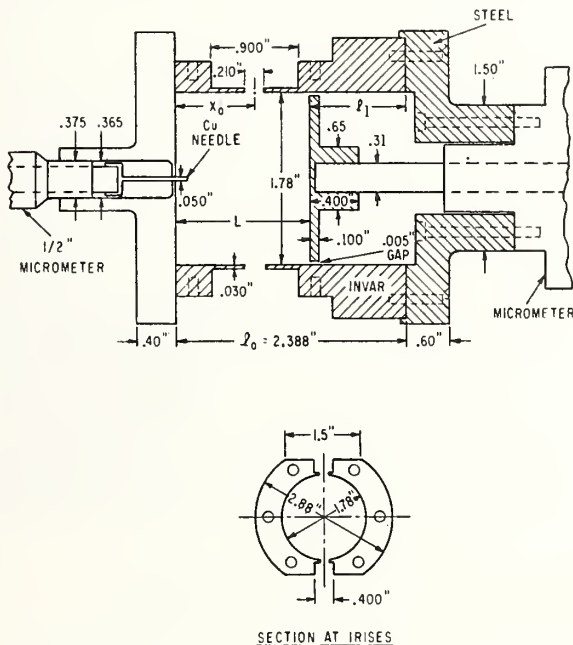 STEEL
.900"
.210"
1.50"
X₀
ℓ₁
.375 .365
Cu
NEEDLE
.65
.31
1.78"
.050"
L
.400"
.100"
.005"
GAP
1/2"
MICROMETER
.030"
INVAR
MICROMETER
.40"
ℓ₀ = 2.388"
.60"
1.5"
2.88"
1.78"
.400"
SECTION AT IRISES